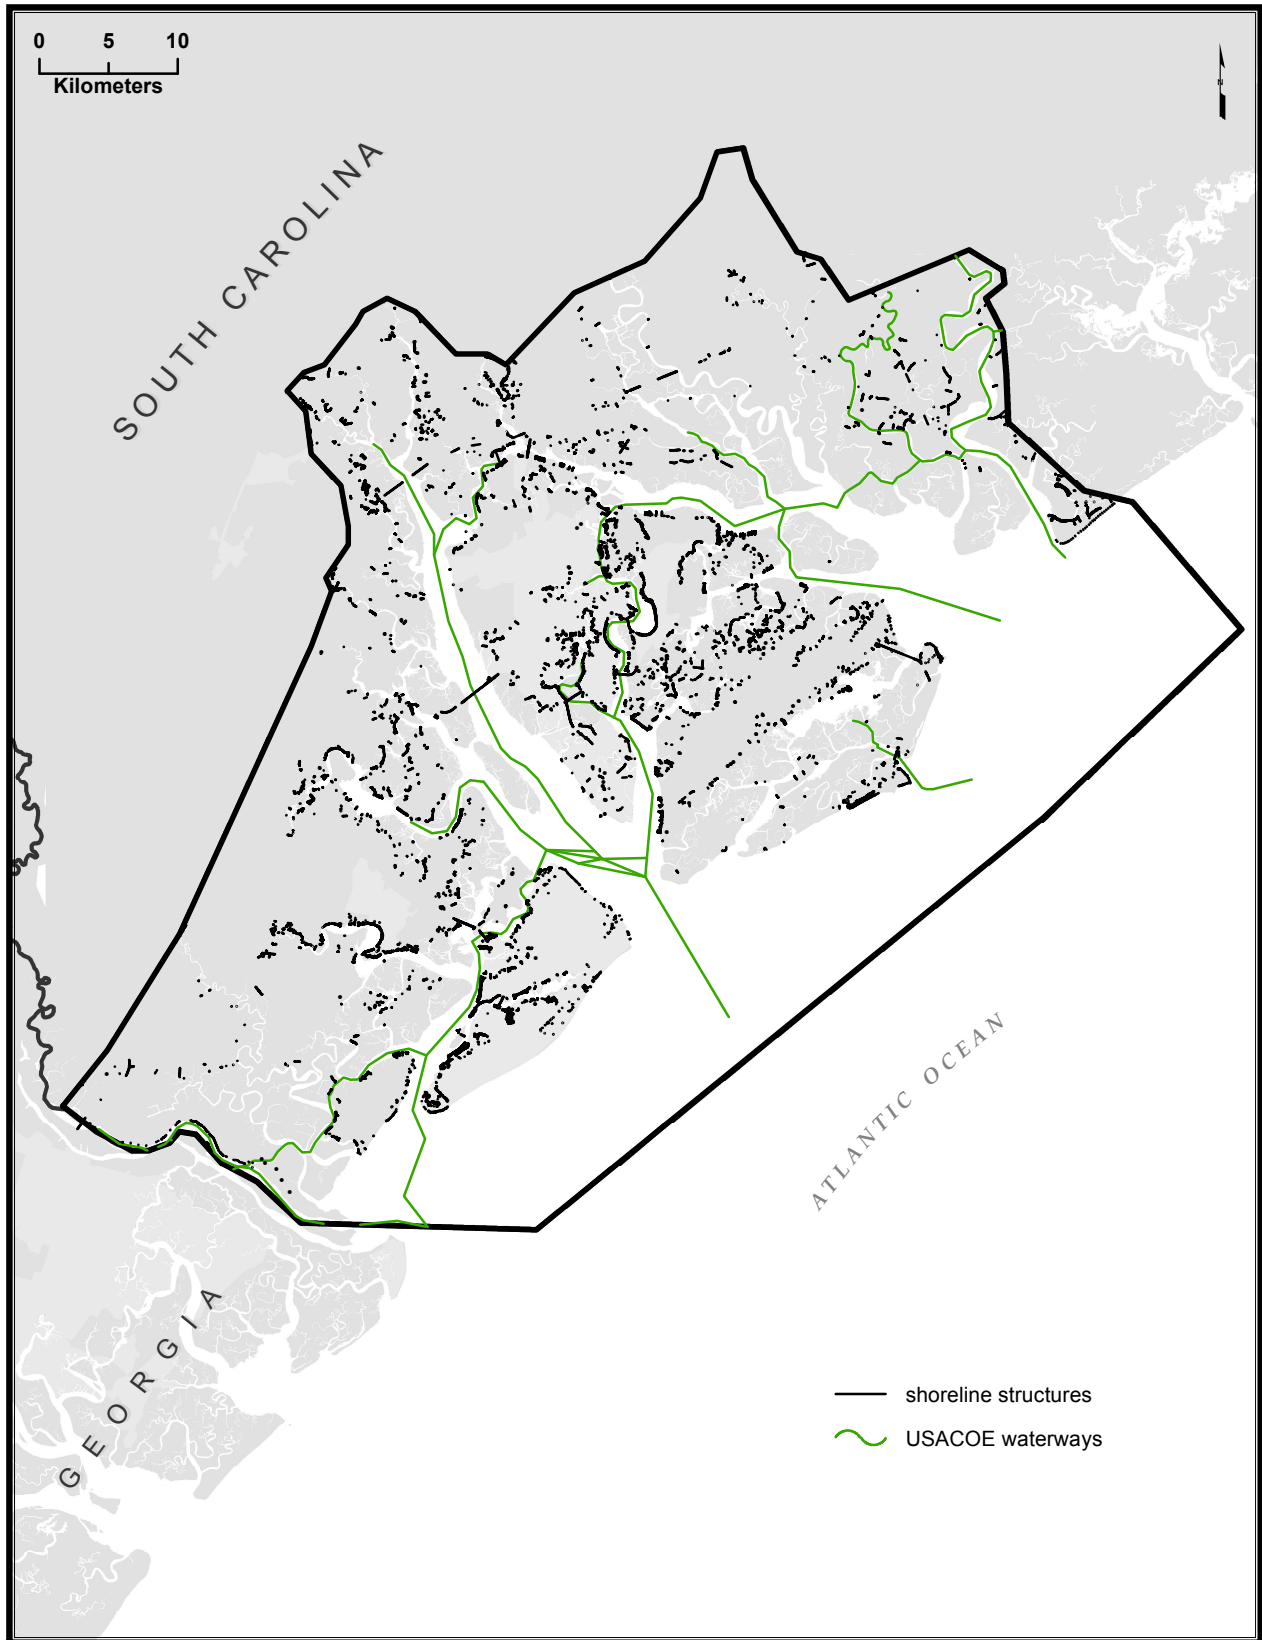 0 5 10
Kilometers
N
SOUTH CAROLINA
ATLANTIC OCEAN
GEORGIA
shoreline structures
USACOE waterways